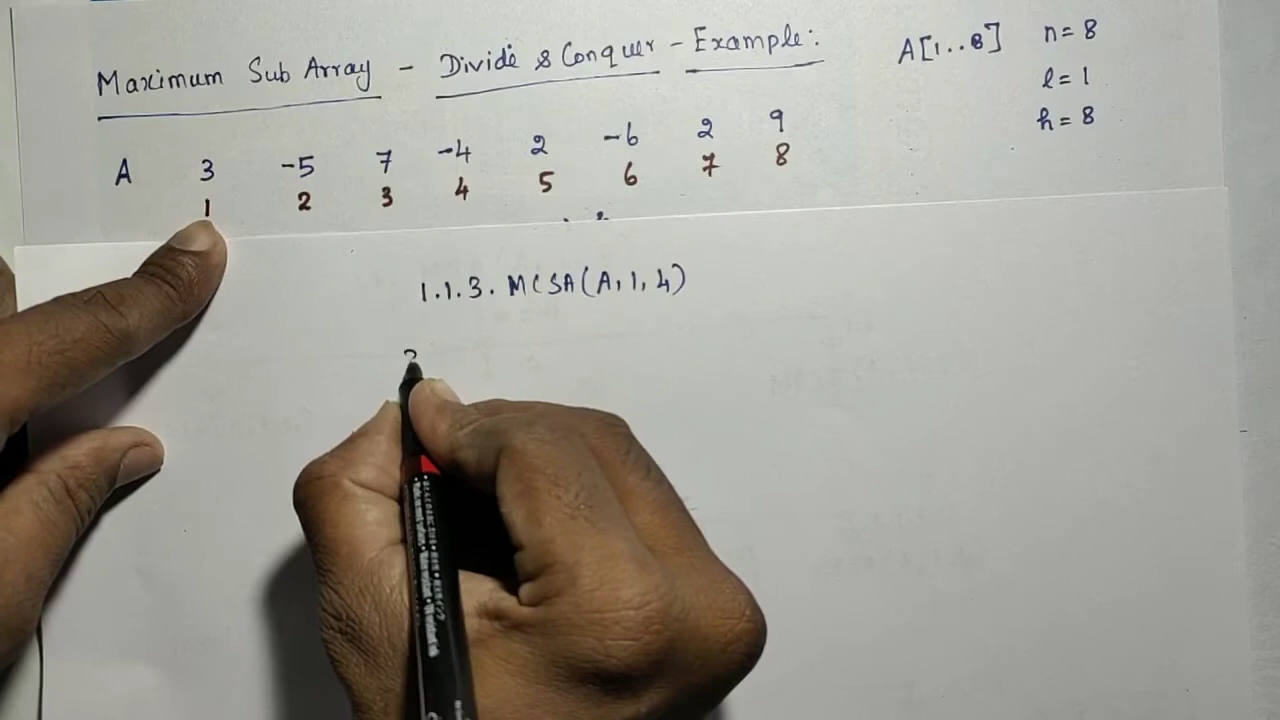 Maximum Sub Array - Divide & Conquer - Example:
A[1..8] n=8
l=1
h=8
A 3 -5 7 -4 2 -6 2 9
1 2 3 4 5 6 7 8
1.1.3. MCSA(A,1,4)